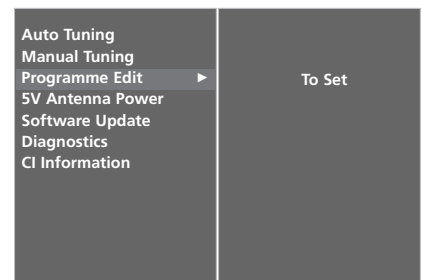 Auto Tuning
Manual Tuning
Programme Edit ►
To Set
5V Antenna Power
Software Update
Diagnostics
CI Information